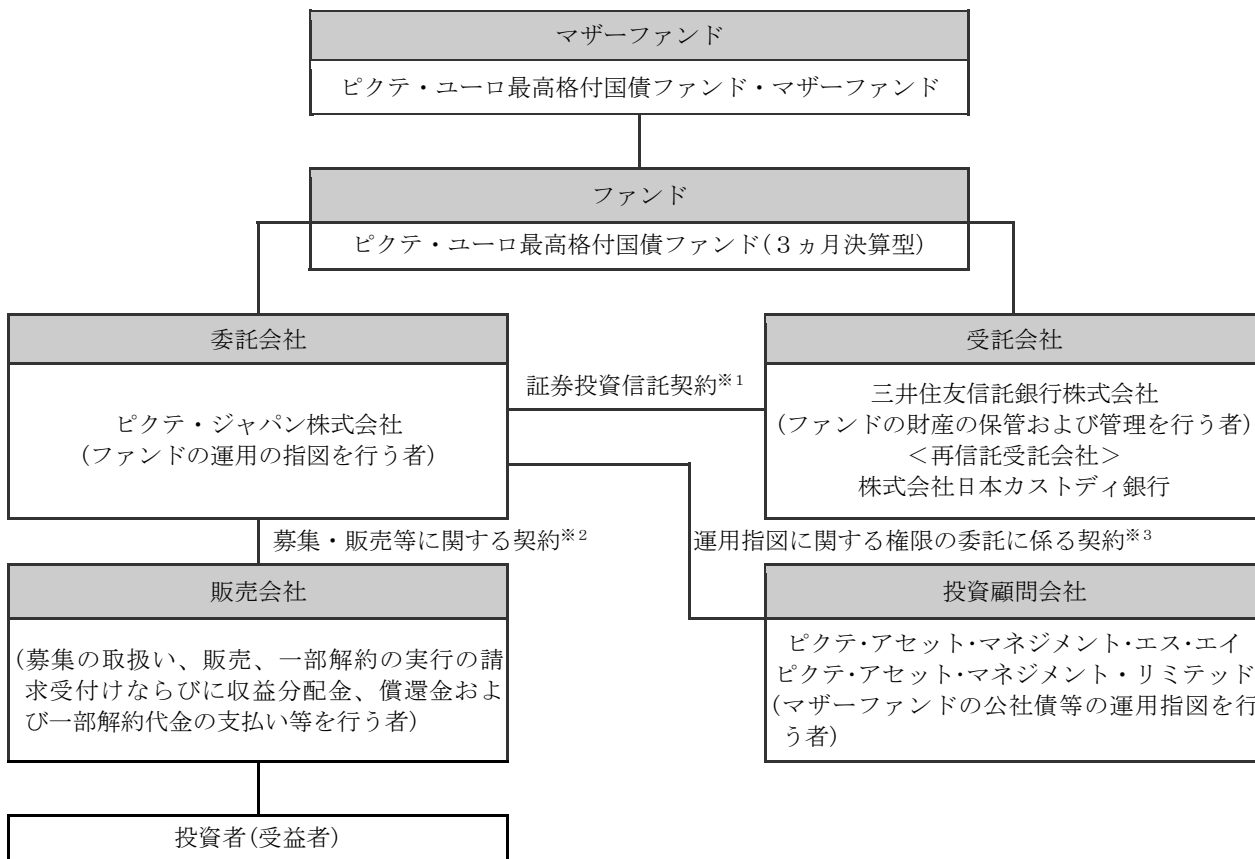 マザーファンド
ピクテ・ユーロ最高格付国債ファンド・マザーファンド
ファンド
ピクテ・ユーロ最高格付国債ファンド(３ヵ月決算型)
委託会社
ピクテ・ジャパン株式会社
(ファンドの運用の指図を行う者)
証券投資信託契約※1
受託会社
三井住友信託銀行株式会社
(ファンドの財産の保管および管理を行う者)
＜再信託受託会社＞
株式会社日本カストディ銀行
募集・販売等に関する契約※2
運用指図に関する権限の委託に係る契約※3
販売会社
(募集の取扱い、販売、一部解約の実行の請
求受付けならびに収益分配金、償還金およ
び一部解約代金の支払い等を行う者)
投資顧問会社
ピクテ・アセット・マネジメント・エス・エイ
ピクテ・アセット・マネジメント・リミテッド
(マザーファンドの公社債等の運用指図を行
う者)
投資者(受益者)